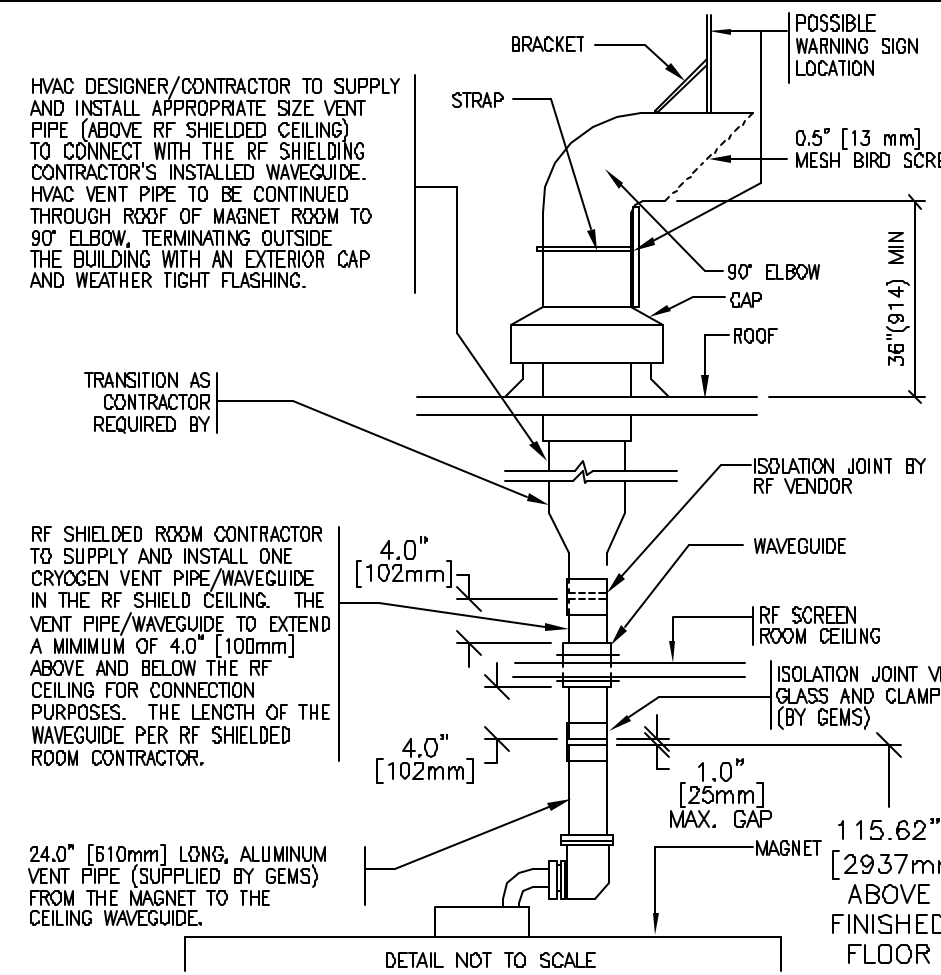 BRACKET
POSSIBLE
WARNING SIGN
LOCATION
HVAC DESIGNER/CONTRACTOR TO SUPPLY
AND INSTALL APPROPRIATE SIZE VENT
PIPE (ABOVE RF SHIELDED CEILING)
TO CONNECT WITH THE RF SHIELDING
CONTRACTOR'S INSTALLED WAVEGUIDE.
HVAC VENT PIPE TO BE CONTINUED
THROUGH ROOF OF MAGNET ROOM TO
90° ELBOW, TERMINATING OUTSIDE
THE BUILDING WITH AN EXTERIOR CAP
AND WEATHER TIGHT FLASHING.
STRAP
0.5" [13 mm]
MESH BIRD SCRE
90° ELBOW
CAP
ROOF
36"(914) MIN
TRANSITION AS
CONTRACTOR
REQUIRED BY
ISOLATION JOINT BY
RF VENDOR
WAVEGUIDE
RF SHIELDED ROOM CONTRACTOR
TO SUPPLY AND INSTALL ONE
CRYOGEN VENT PIPE/WAVEGUIDE
IN THE RF SHIELD CEILING. THE
VENT PIPE/WAVEGUIDE TO EXTEND
A MIMIMUM OF 4.0" [100mm]
ABOVE AND BELOW THE RF
CEILING FOR CONNECTION
PURPOSES. THE LENGTH OF THE
WAVEGUIDE PER RF SHIELDED
ROOM CONTRACTOR.
4.0"
[102mm]
RF SCREEN
ROOM CEILING
ISOLATION JOINT VE
GLASS AND CLAMP
(BY GEMS)
4.0"
[102mm]
1.0"
[25mm]
MAX. GAP
115.62"
[2937mm
ABOVE
FINISHED
FLOOR
24.0" [610mm] LONG, ALUMINUM
VENT PIPE (SUPPLIED BY GEMS)
FROM THE MAGNET TO THE
CEILING WAVEGUIDE.
MAGNET
DETAIL NOT TO SCALE